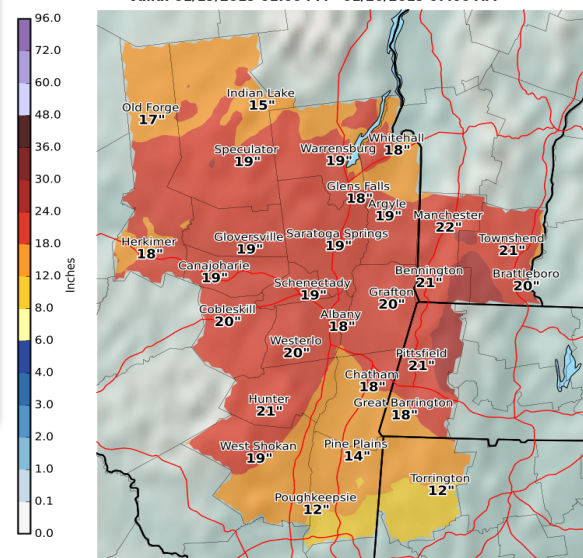 96.0
72.0
60.0
48.0
36.0
30.0
24.0
18.0
12.0
8.0
6.0
4.0
3.0
2.0
1.0
0.1
0.0
Inches
Indian Lake
15"
Old Forge
17"
Whitehall
18"
Speculator
19"
Warrensburg
19"
Glens Falls
18"
Argyle
19"
Manchester
22"
Townshend
21"
Herkimer
18"
Gloversville
19"
Saratoga Springs
19"
Canajoharie
19"
Bennington
21"
Brattleboro
20"
Schenectady
19"
Grafton
20"
Cobleskill
20"
Albany
18"
Westerlo
20"
Pittsfield
21"
Chatham
18"
Hunter
21"
Great Barrington
18"
West Shokan
19"
Pine Plains
14"
Torrington
12"
Poughkeepsie
12"